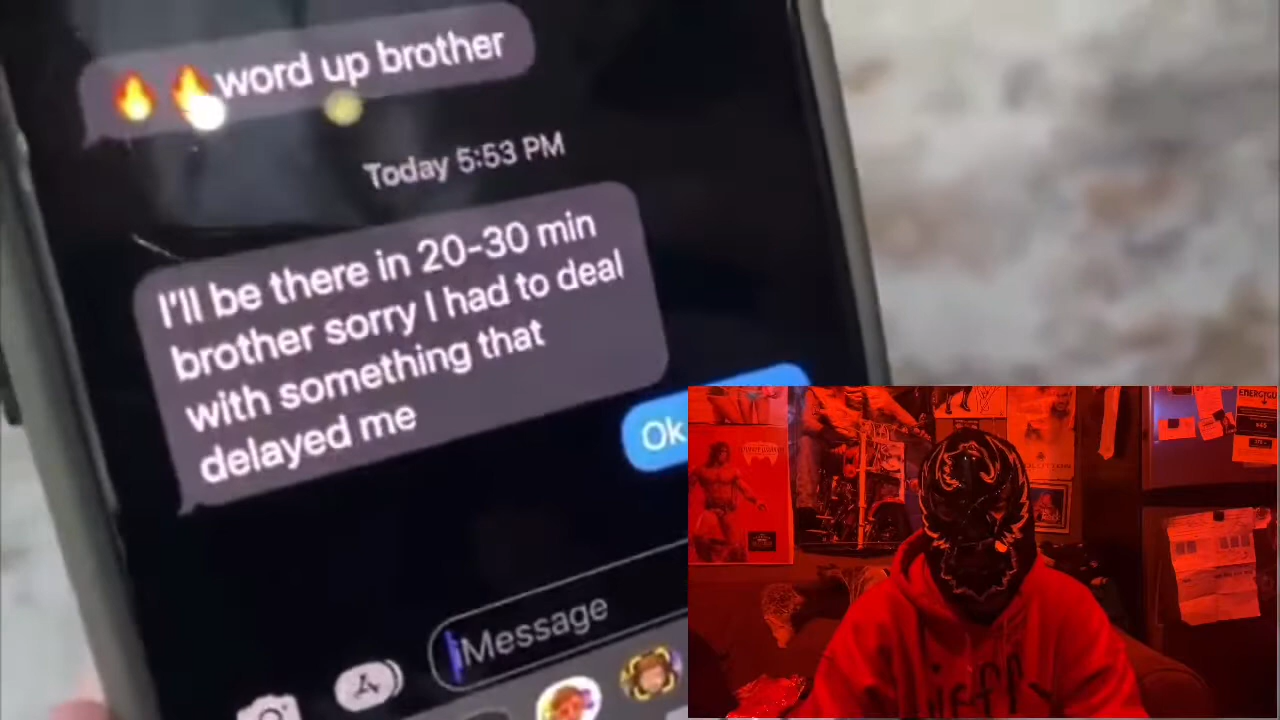 🔥 🔥word up brother
Today 5:53 PM
I'll be there in 20-30 min
brother sorry I had to deal
with something that
delayed me
Ok
Message